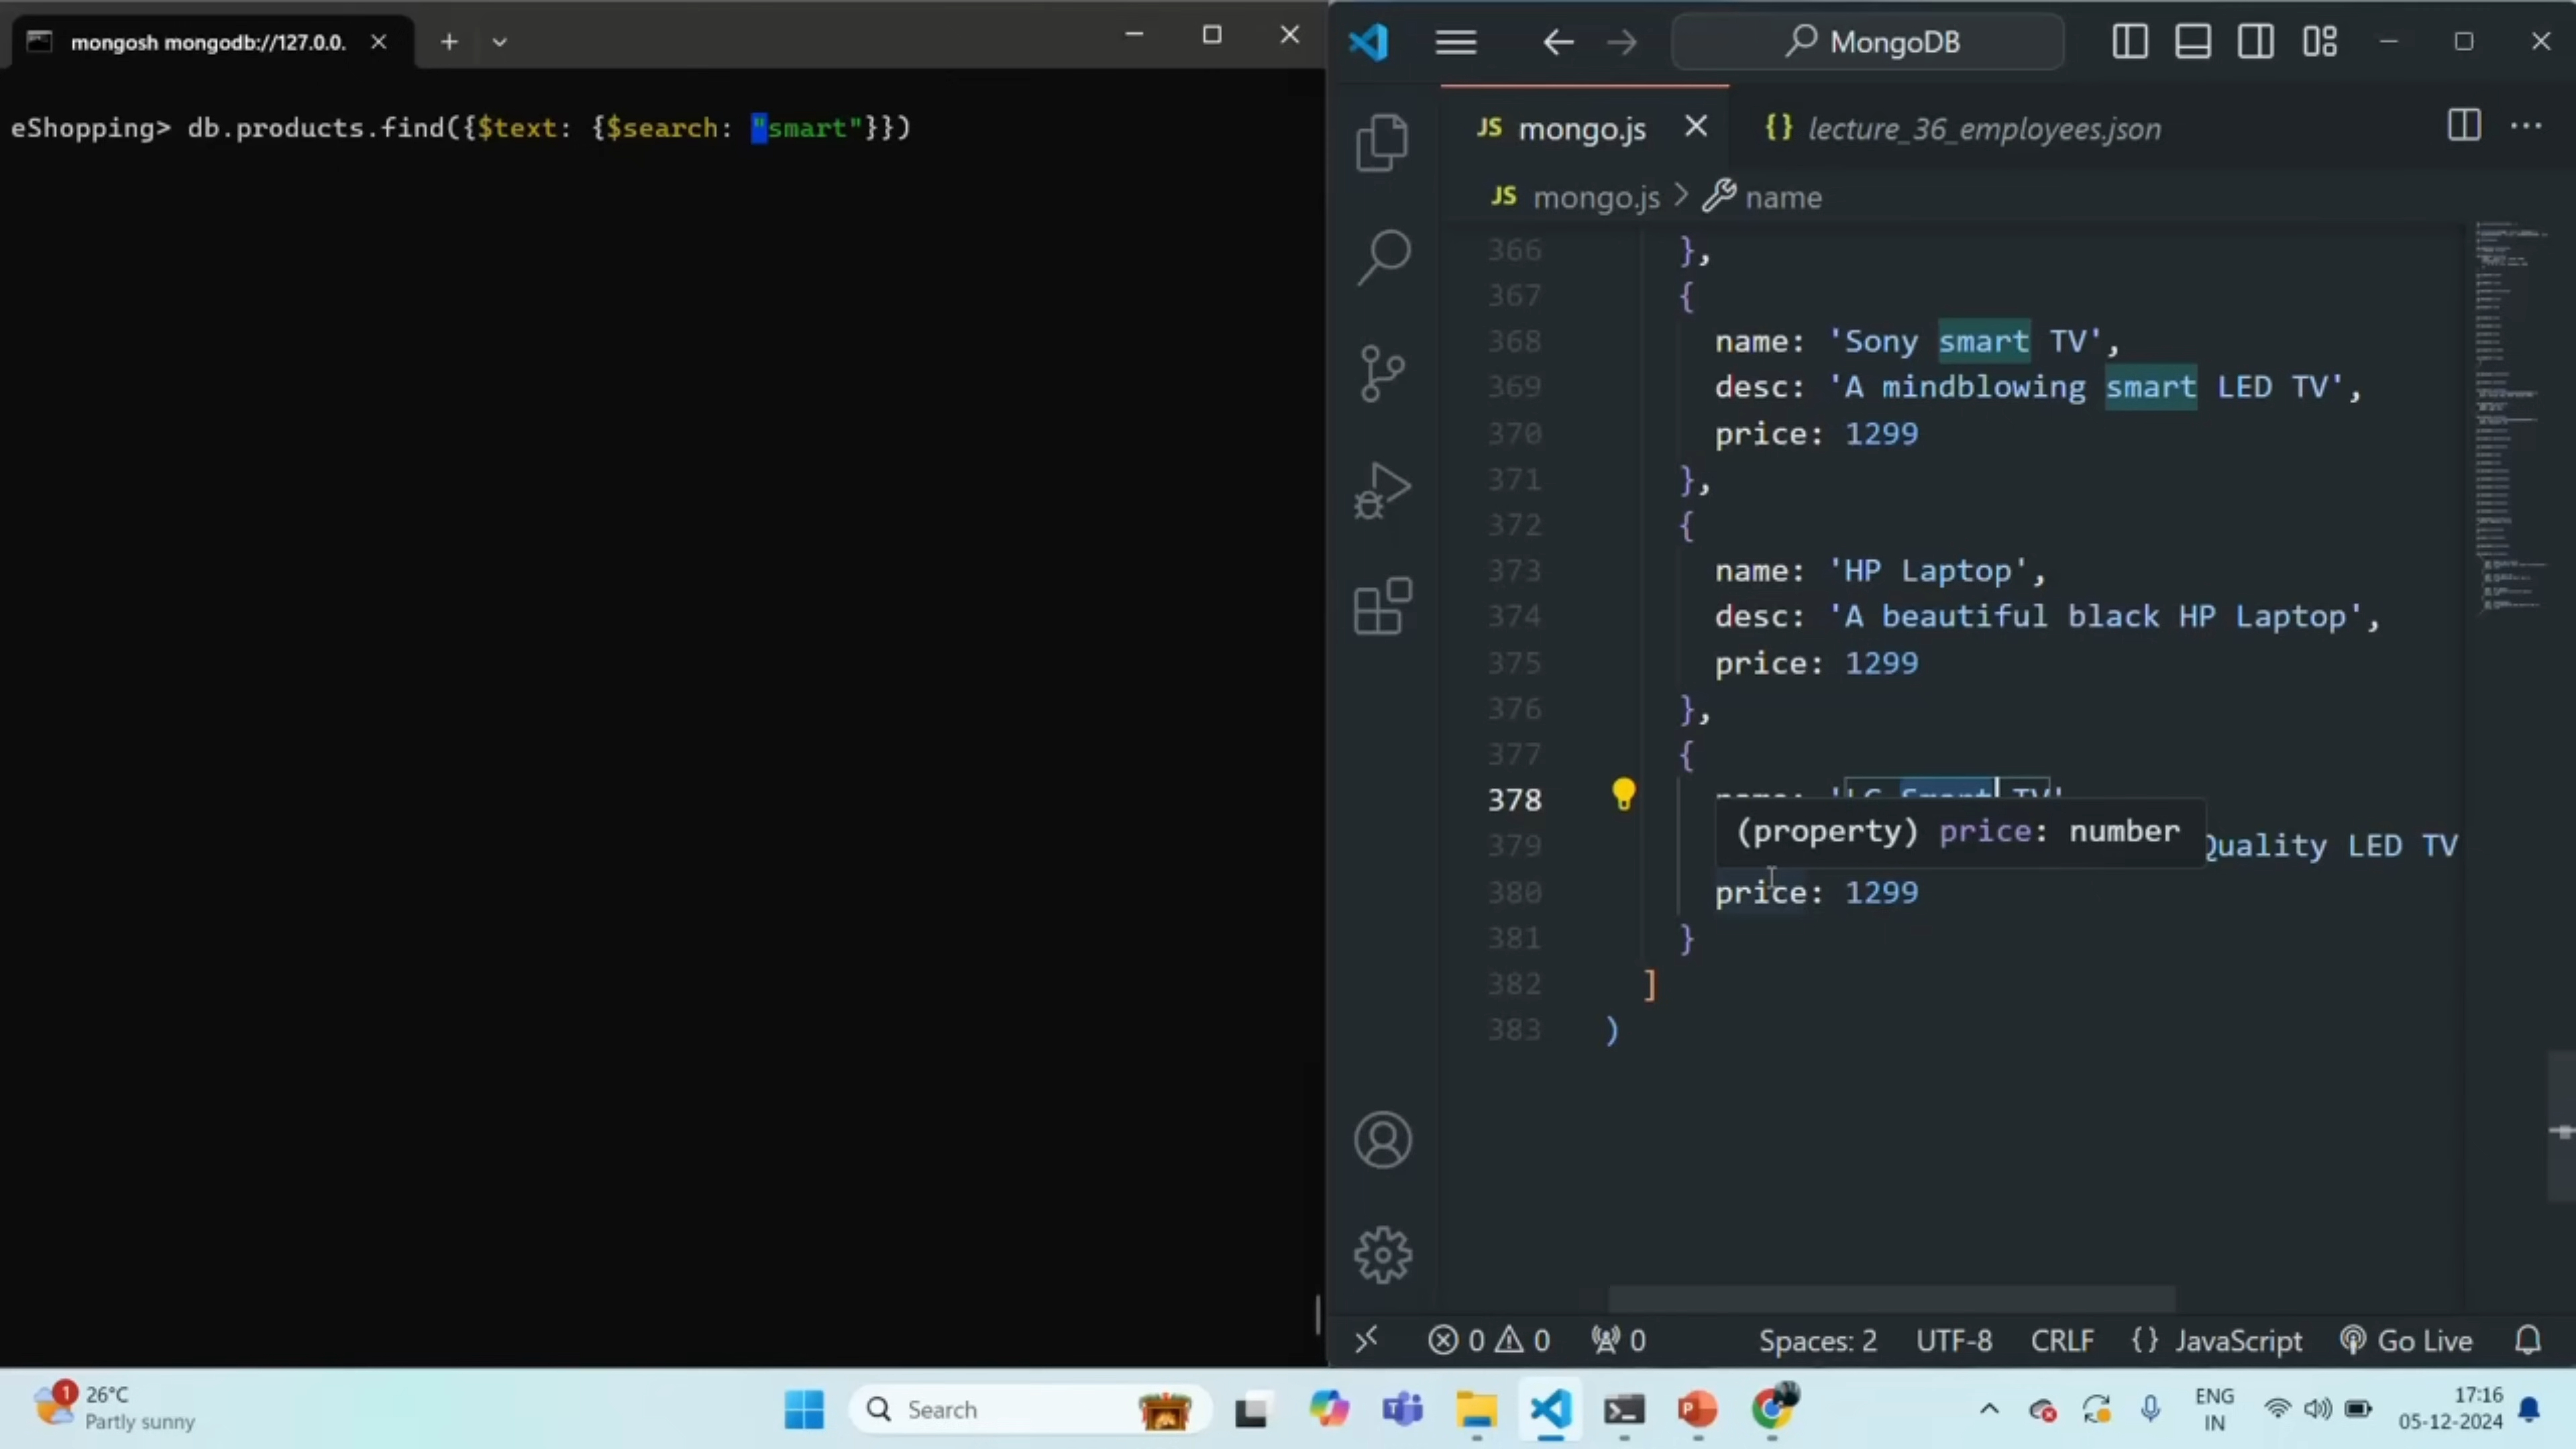 mongosh mongodb://127.0.0.
eShopping> db.products.find({$text: {$search: "smart"}})
MongoDB
JS mongo.js
{} lecture_36_employees.json
JS mongo.js > name
366 },
367 {
368 name: 'Sony smart TV',
369 desc: 'A mindblowing smart LED TV',
370 price: 1299
371 },
372 {
373 name: 'HP Laptop',
374 desc: 'A beautiful black HP Laptop',
375 price: 1299
376 },
377 {
378 name: 'LG Smart TV'
(property) price: number
379 Quality LED TV
380 price: 1299
381 }
382 ]
383 )
0 0 0 Spaces: 2 UTF-8 CRLF {} JavaScript Go Live
1 26°C
Partly sunny
Search
ENG
IN
17:16
05-12-2024